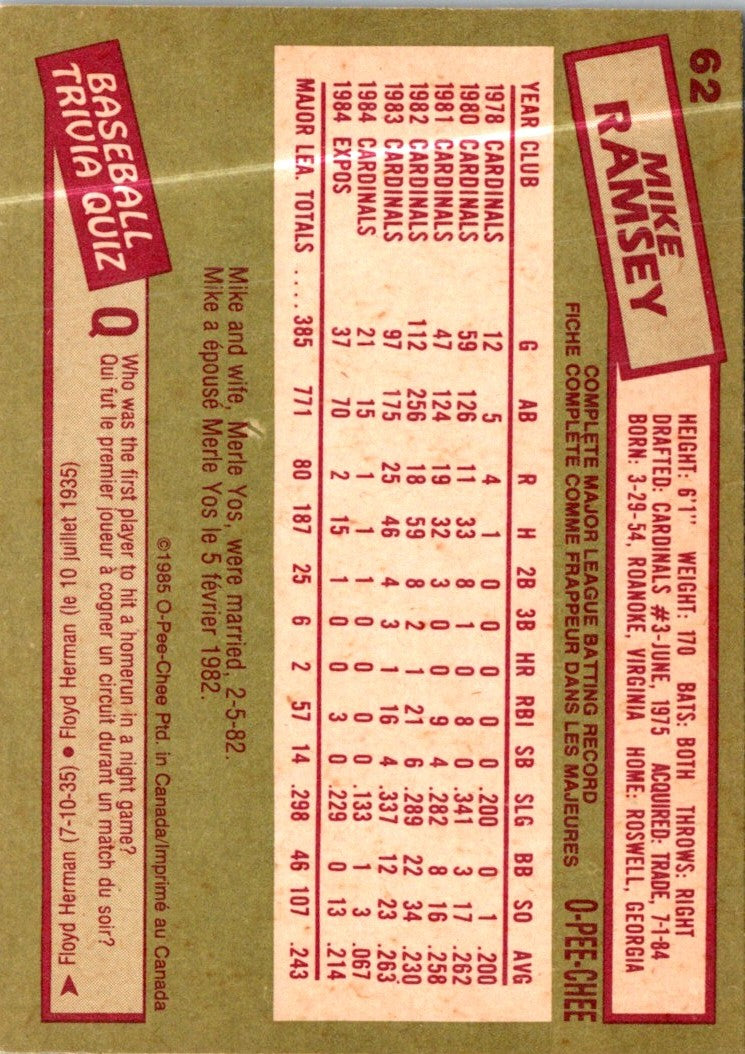 62
MIKE
RAMSEY
HEIGHT: 6'1" WEIGHT: 170 BATS: BOTH THROWS: RIGHT
DRAFTED: CARDINALS #3-JUNE, 1975 ACQUIRED: TRADE, 7-1-84
BORN: 3-29-54, ROANOKE, VIRGINIA HOME: ROSWELL, GEORGIA
COMPLETE MAJOR LEAGUE BATTING RECORD
FICHE COMPLÈTE COMME FRAPPEUR DANS LES MAJEURES
O-PEE-CHEE
YEAR CLUB G AB R H 2B 3B HR RBI SB SLG BB SO AVG
1978 CARDINALS 12 5 4 1 0 0 0 0 0 .200 0 1 .200
1980 CARDINALS 59 126 11 33 8 1 0 8 0 .341 3 17 .262
1981 CARDINALS 47 124 19 32 3 0 0 9 4 .282 8 16 .258
1982 CARDINALS 112 256 18 59 8 2 1 21 6 .289 22 34 .230
1983 CARDINALS 97 175 25 46 4 3 1 16 4 .337 12 23 .263
1984 CARDINALS 21 15 1 1 1 0 0 0 0 .133 1 3 .067
1984 EXPOS 37 70 2 15 1 0 0 3 0 .229 0 13 .214
MAJOR LEA. TOTALS .... 385 771 80 187 25 6 2 57 14 .298 46 107 .243
Mike and wife, Merle Yos, were married, 2-5-82.
Mike a épousé Merle Yos le 5 février 1982.
©1985 O-Pee-Chee Ptd. in Canada/Imprimé au Canada
BASEBALL
TRIVIA QUIZ
Q Who was the first player to hit a homerun in a night game?
Qui fut le premier joueur à cogner un circuit durant un match du soir?
Floyd Herman (7-10-35) ● Floyd Herman (le 10 juillet 1935)